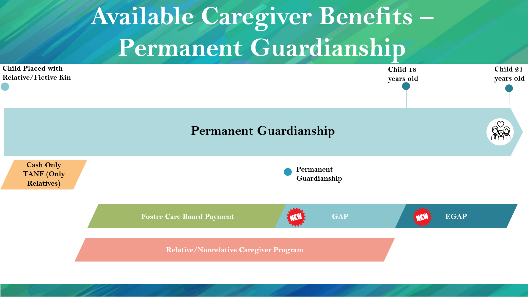 Available Caregiver Benefits –
Permanent Guardianship
Child Placed with
Relative/Fictive Kin
Child 18
years old
Child 21
years old
Permanent Guardianship
Cash Only
TANF (Only
Relatives)
Permanent
Guardianship
Foster Care Board Payment
NEW
GAP
NEW
EGAP
Relative/Nonrelative Caregiver Program